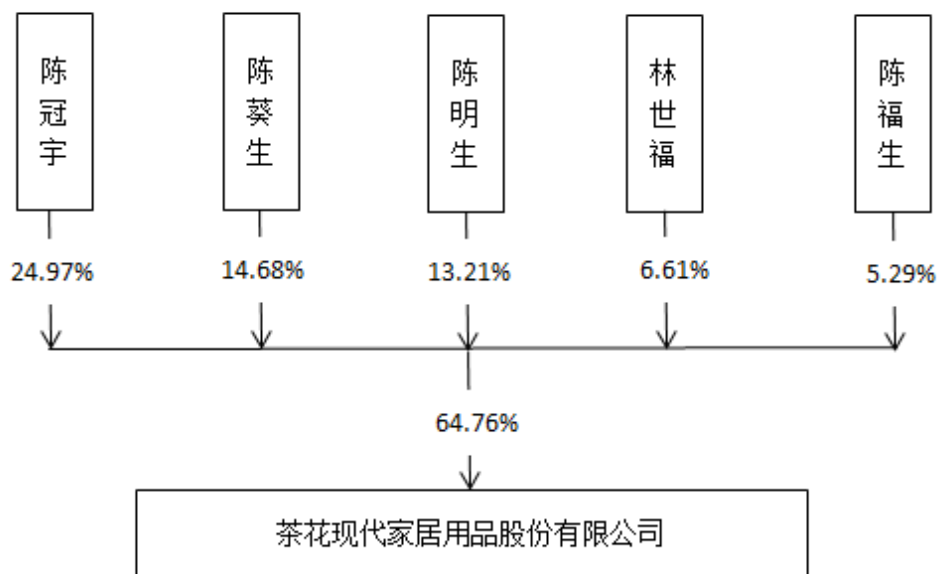 陈冠宇
陈葵生
陈明生
林世福
陈福生
24.97%
14.68%
13.21%
6.61%
5.29%
64.76%
茶花现代家居用品股份有限公司